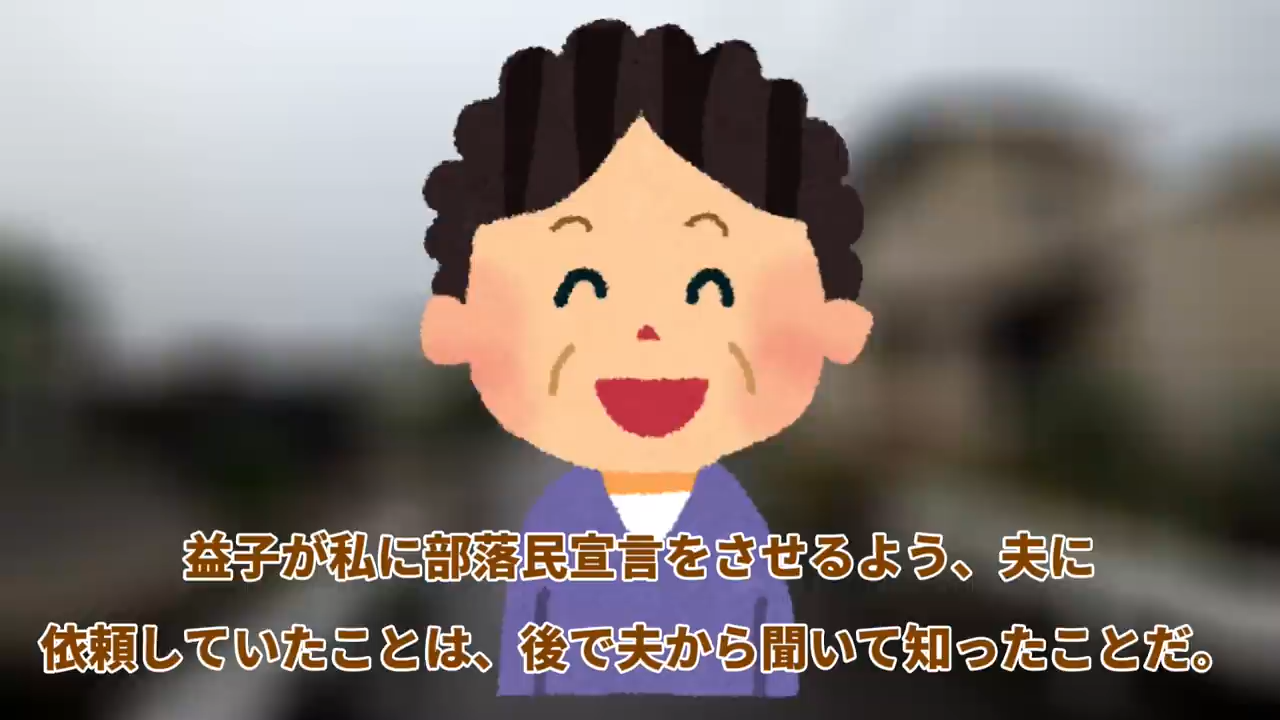 益子が私に部落民宣言をさせるよう、夫に
依頼していたことは、後で夫から聞いて知ったことだ。